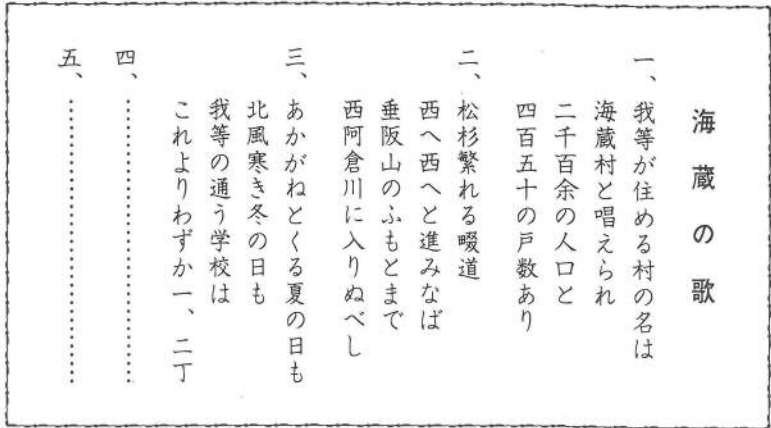 海蔵の歌
一、我等が住める村の名は
海蔵村と唱えられ
二千百余の人口と
四百五十の戸数あり
二、松杉繁れる畷道
西へ西へと進みなば
垂阪山のふもとまで
西阿倉川に入りぬべし
三、あかがねとくる夏の日も
北風寒き冬の日も
我等の通う学校は
これよりわずか一、二丁
四、……………………………
五、……………………………